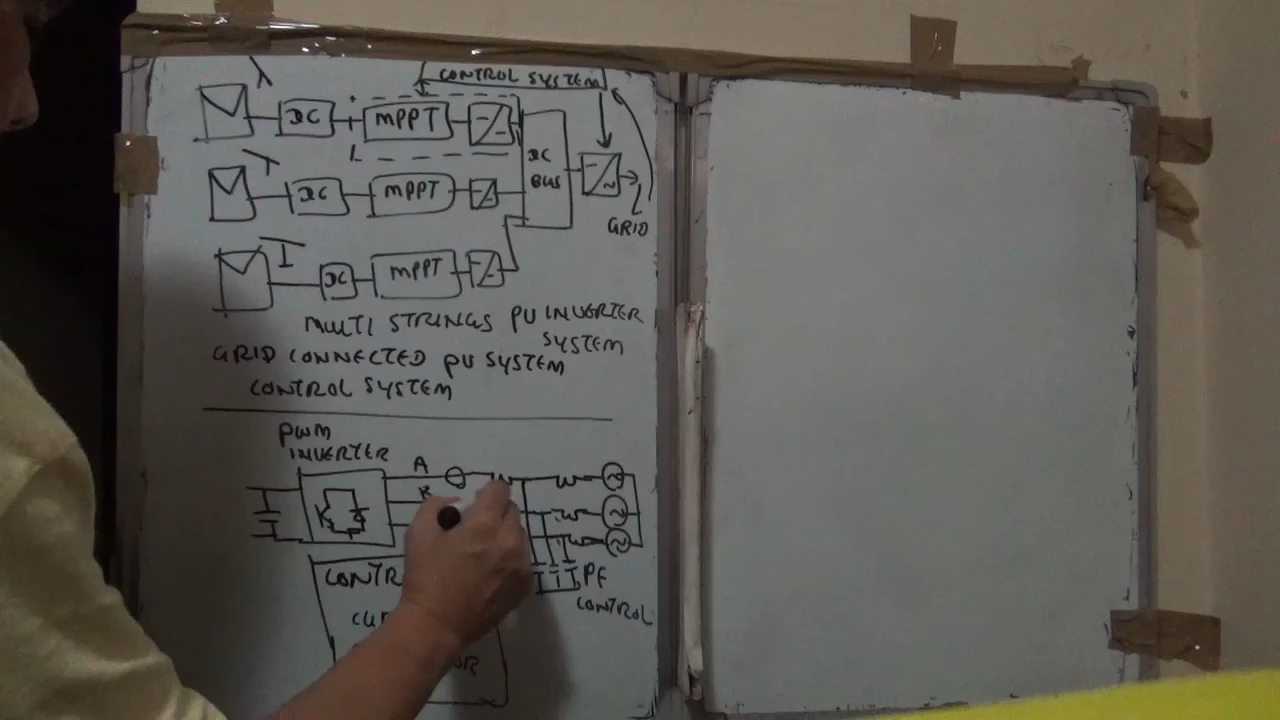 CONTROL SYSTEM
DC MPPT
DC MPPT
DC BUS
GRID
DC MPPT
MULTI STRINGS PV INVERTER
SYSTEM
GRID CONNECTED PV SYSTEM
CONTROL SYSTEM
PWM
INVERTER
A
PF
CONTROL